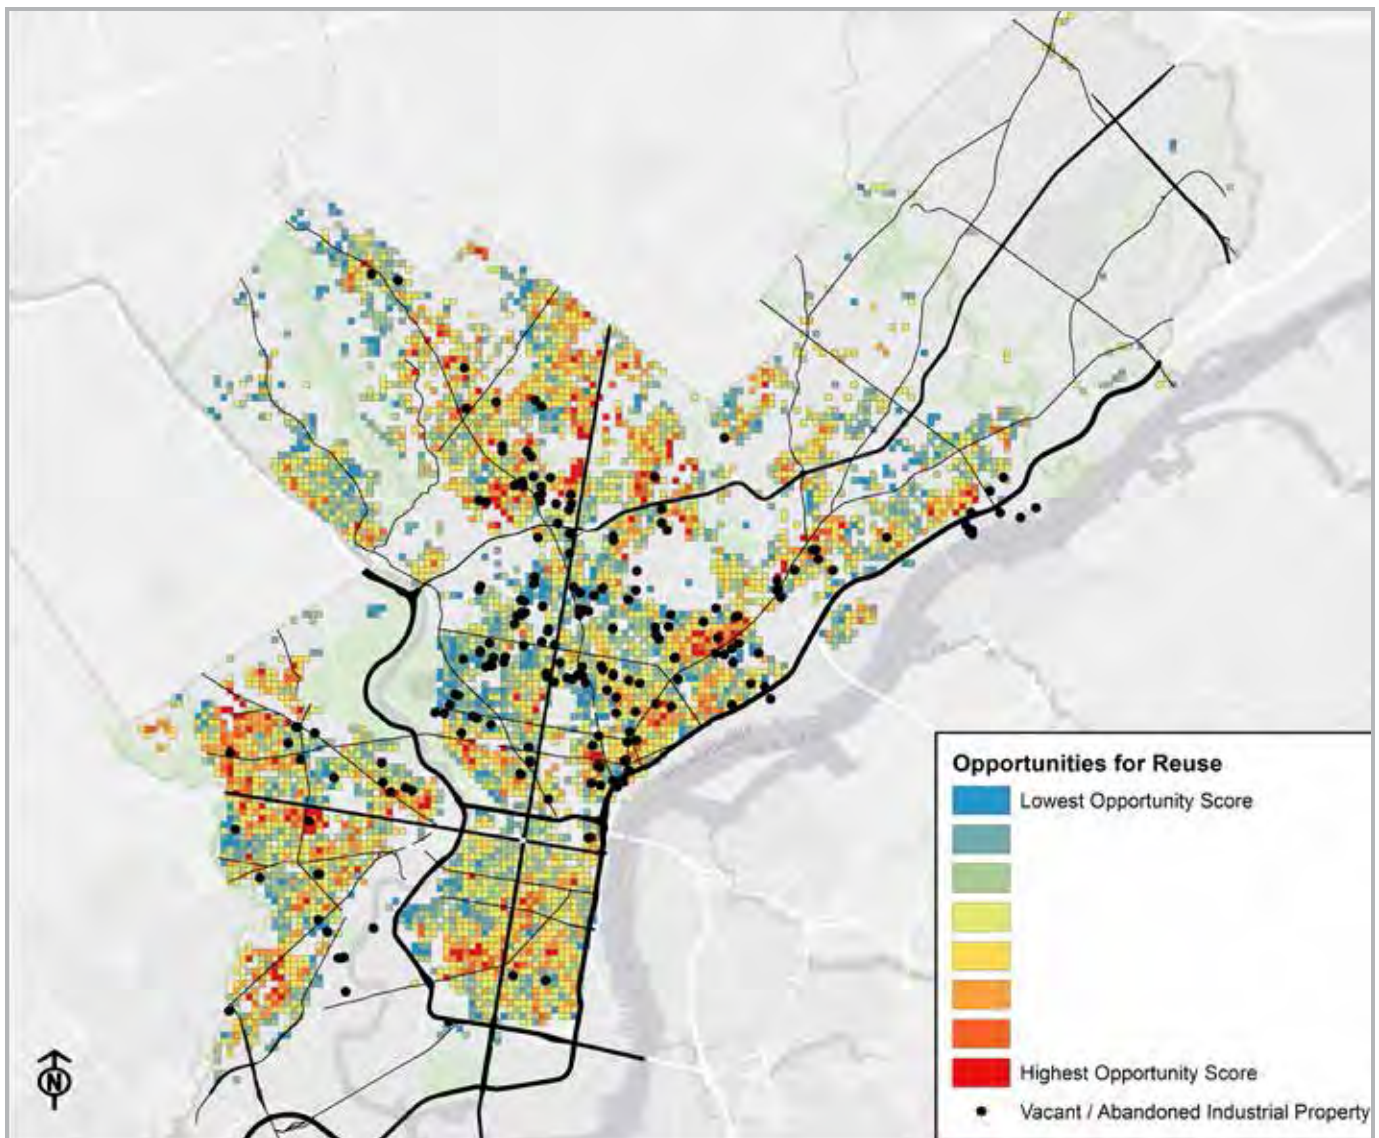 Opportunities for Reuse
Lowest Opportunity Score
Highest Opportunity Score
Vacant / Abandoned Industrial Property
N